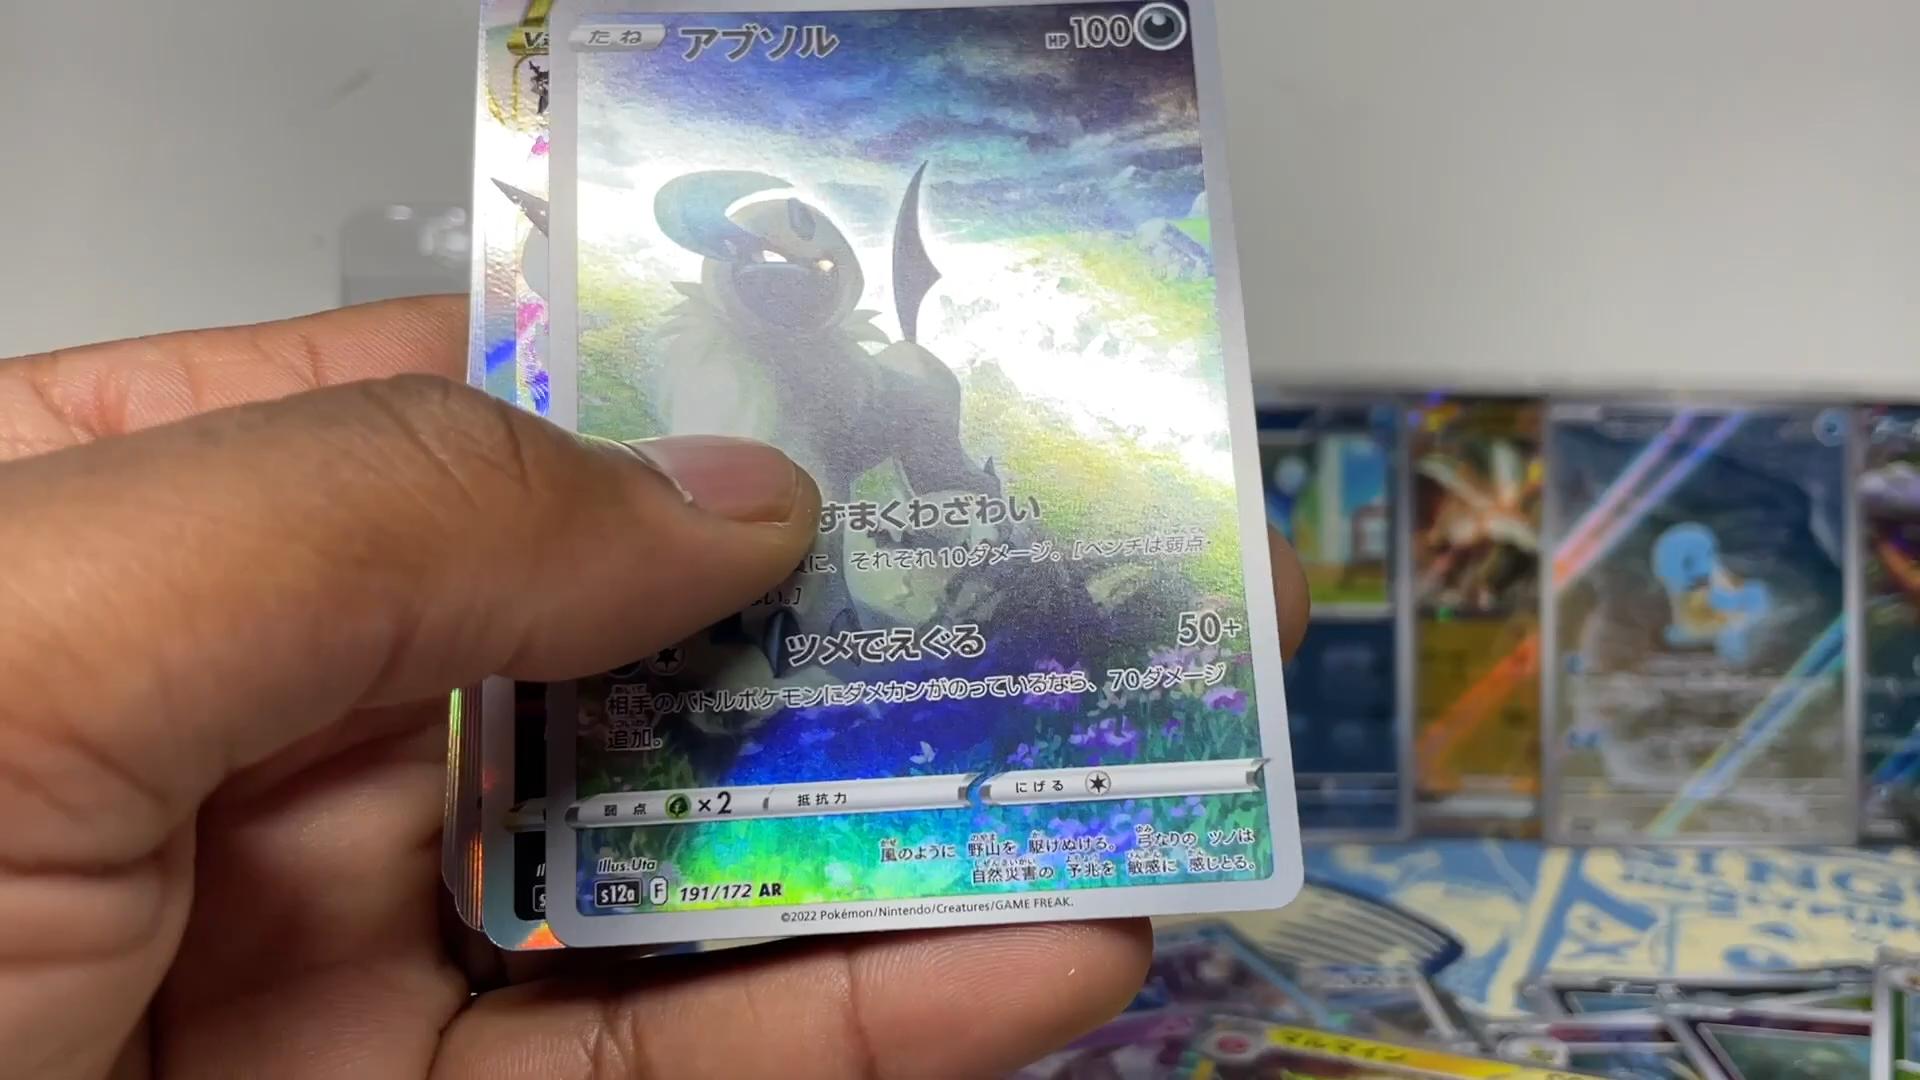 たね アブソル HP100
ずまくわざわい
に、それぞれ10ダメージ。[ベンチは弱点・
ない。]
ツメでえぐる 50+
相手のバトルポケモンにダメカンがのっているなら、70ダメージ
追加。
弱点 ×2 抵抗力 にげる
風のように 野山を 駆けぬける。 弓なりの ツノは
自然災害の 予兆を 敏感に 感じとる。
Illus. Uta
s12a F 191/172 AR
©2022 Pokémon/Nintendo/Creatures/GAME FREAK.